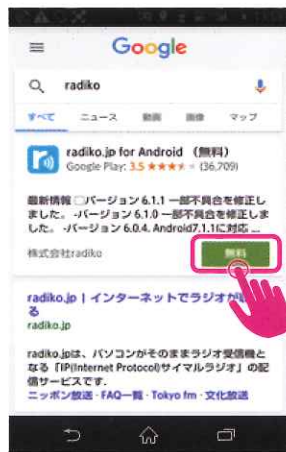 Google
radiko
すべて ニュース 動画 画像 マップ
radiko.jp for Android （無料）
Google Play: 3.5 (36,709)
最新情報 □バージョン 6.1.1 一部不具合を修正し
ました。 -バージョン 6.1.0 一部不具合を修正しま
した。 -バージョン 6.0.4. Android7.1.1に対応 ...
株式会社radiko
無料
radiko.jp | インターネットでラジオが
る
radiko.jp
radiko.jpは、パソコンがそのままラジオ受信機と
なる「IP(Internet Protocol)サイマルラジオ」の配
信サービスです.
ニッポン放送 · FAQ一覧 · Tokyo fm · 文化放送